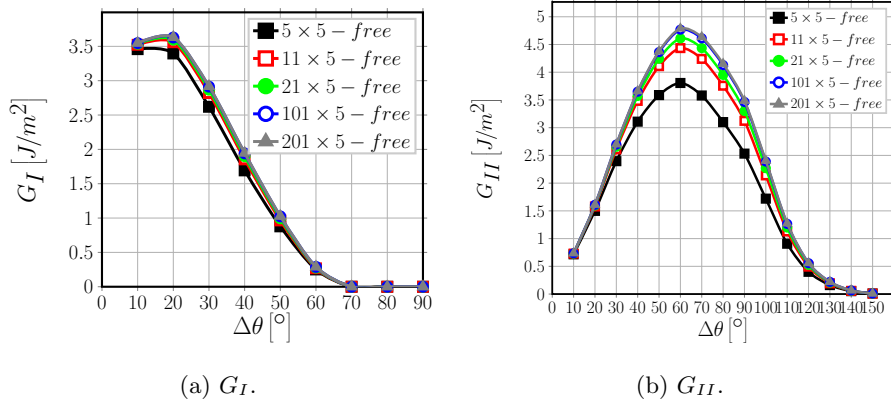 5 × 5 − free
11 × 5 − free
21 × 5 − free
101 × 5 − free
201 × 5 − free
G_I [J/m²]
3.5
3
2.5
2
1.5
1
0.5
0
0 10 20 30 40 50 60 70 80 90
Δθ [°]
(a) G_I.
5 × 5 − free
11 × 5 − free
21 × 5 − free
101 × 5 − free
201 × 5 − free
G_II [J/m²]
5
4.5
4
3.5
3
2.5
2
1.5
1
0.5
0
0 10 20 30 40 50 60 70 80 90 100 110 120 130 140 150
Δθ [°]
(b) G_II.